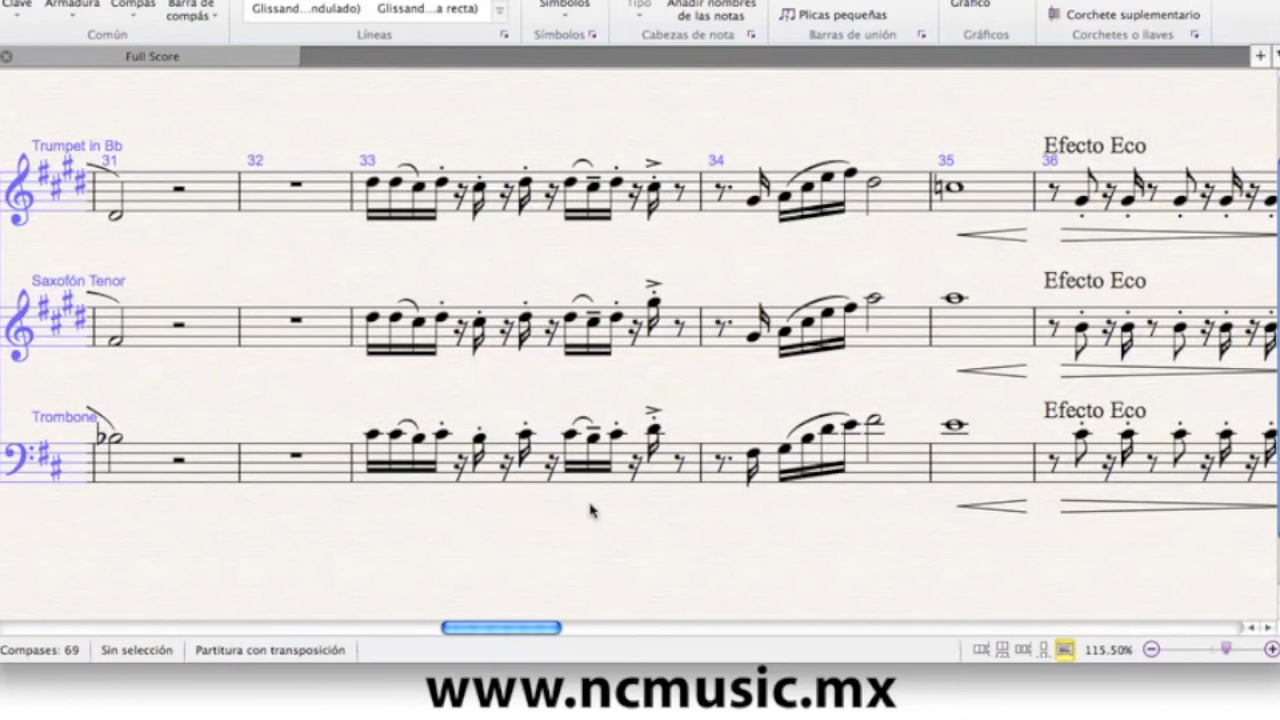 Clave Armadura Compás Barra de compás
Glissand...ndulado) Glissand...a recta)
Símbolos
Tipo Añadir nombres de las notas
Plicas pequeñas
Gráfico
Corchete suplementario
Común Líneas Símbolos Cabezas de nota Barras de unión Gráficos Corchetes o llaves
Full Score
Trumpet in Bb
Efecto Eco
31 32 33 34 35 36
Saxofón Tenor
Efecto Eco
Trombone
Efecto Eco
Compases: 69 Sin selección Partitura con transposición 115.50%
www.ncmusic.mx